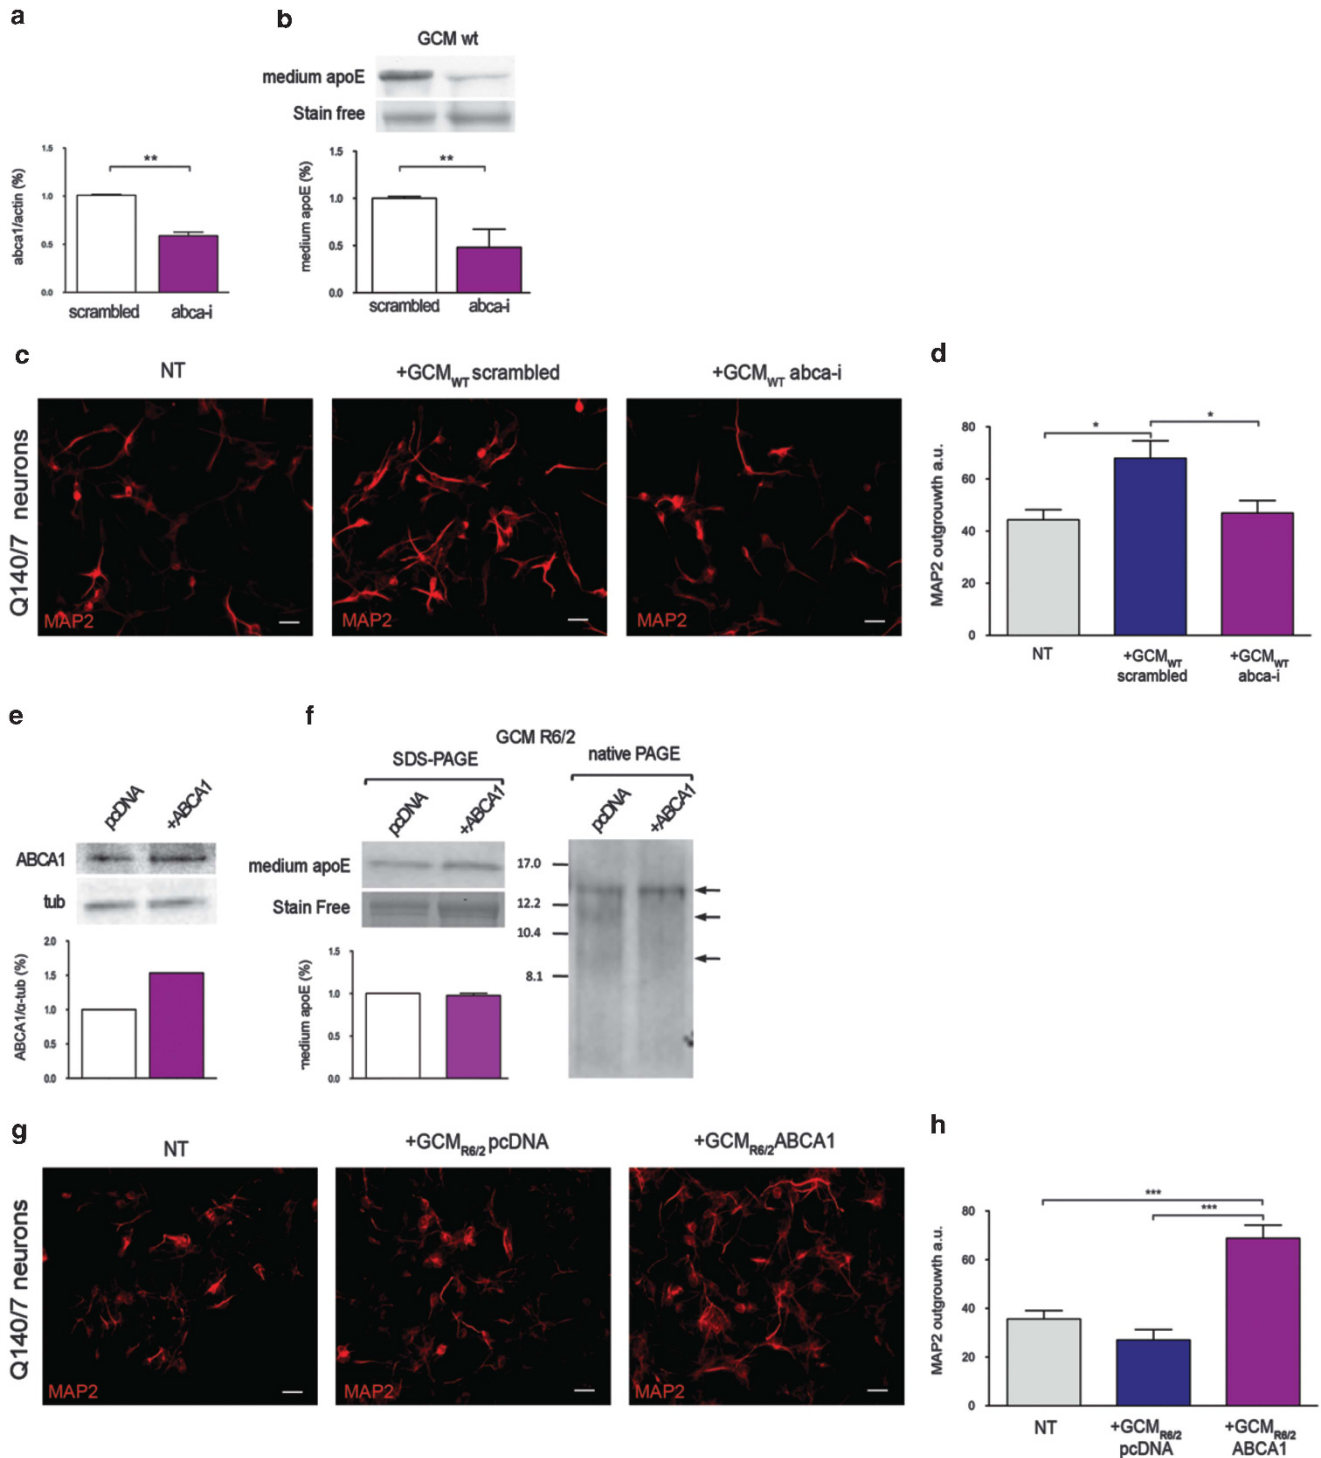 a
b
GCM wt
medium apoE
Stain free
abca1/actin (%)
1.5
1.0
0.5
0.0
**
scrambled
abca-i
medium apoE (%)
1.5
1.0
0.5
0.0
**
scrambled
abca-i
c
NT
+GCMWT scrambled
+GCMWT abca-i
Q140/7 neurons
MAP2
MAP2
MAP2
d
MAP2 outgrouwth a.u.
80
60
40
20
0
*
*
NT
+GCMWT
scrambled
+GCMWT
abca-i
e
pcDNA
+ABCA1
ABCA1
tub
ABCA1/α-tub (%)
2.0
1.5
1.0
0.5
0.0
f
GCM R6/2
SDS-PAGE
native PAGE
pcDNA
+ABCA1
pcDNA
+ABCA1
medium apoE
Stain Free
17.0
12.2
10.4
8.1
medium apoE (%)
1.5
1.0
0.5
0.0
g
NT
+GCMR6/2 pcDNA
+GCMR6/2 ABCA1
Q140/7 neurons
MAP2
MAP2
MAP2
h
MAP2 outgrouwth a.u.
80
60
40
20
0
***
***
NT
+GCMR6/2
pcDNA
+GCMR6/2
ABCA1